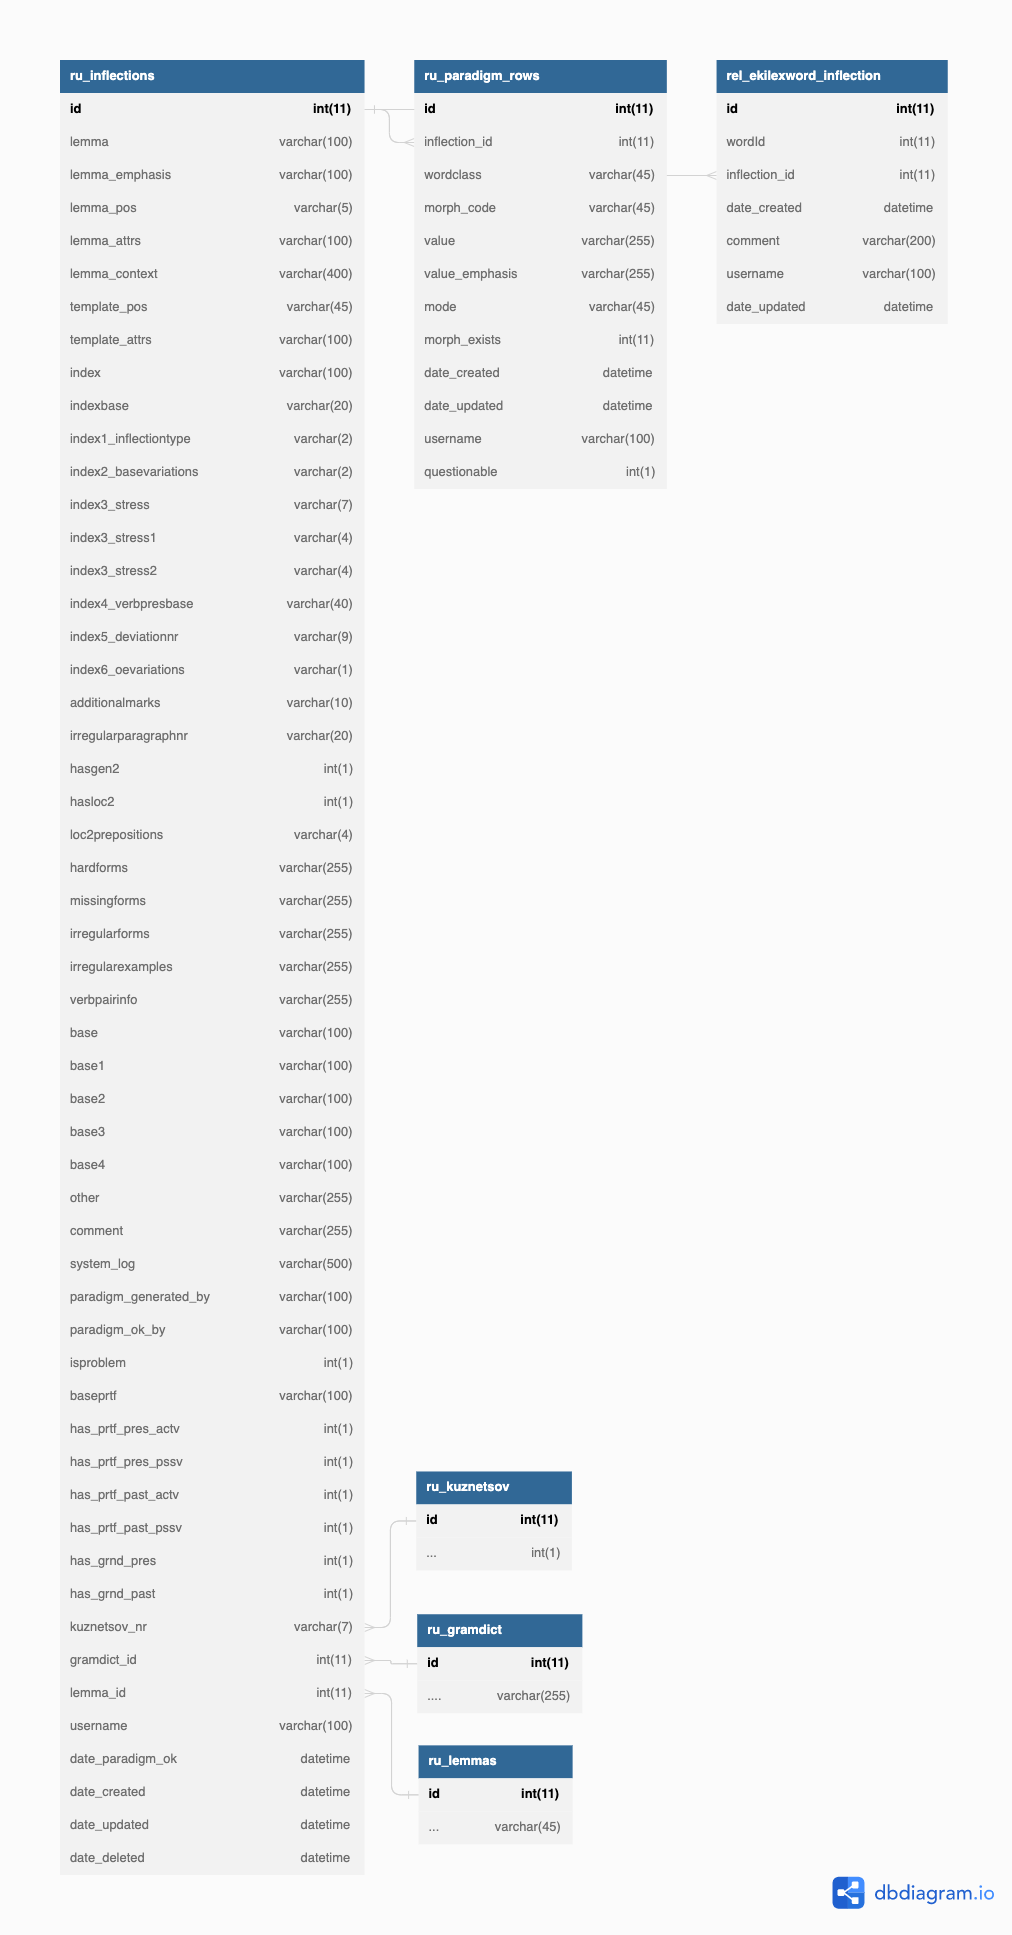 ru_inflections
id int(11)
lemma varchar(100)
lemma_emphasis varchar(100)
lemma_pos varchar(5)
lemma_attrs varchar(100)
lemma_context varchar(400)
template_pos varchar(45)
template_attrs varchar(100)
index varchar(100)
indexbase varchar(20)
index1_inflectiontype varchar(2)
index2_basevariations varchar(2)
index3_stress varchar(7)
index3_stress1 varchar(4)
index3_stress2 varchar(4)
index4_verbpresbase varchar(40)
index5_deviationnr varchar(9)
index6_oevariations varchar(1)
additionalmarks varchar(10)
irregularparagraphnr varchar(20)
hasgen2 int(1)
hasloc2 int(1)
loc2prepositions varchar(4)
hardforms varchar(255)
missingforms varchar(255)
irregularforms varchar(255)
irregularexamples varchar(255)
verbpairinfo varchar(255)
base varchar(100)
base1 varchar(100)
base2 varchar(100)
base3 varchar(100)
base4 varchar(100)
other varchar(255)
comment varchar(255)
system_log varchar(500)
paradigm_generated_by varchar(100)
paradigm_ok_by varchar(100)
isproblem int(1)
baseprtf varchar(100)
has_prtf_pres_actv int(1)
has_prtf_pres_pssv int(1)
has_prtf_past_actv int(1)
has_prtf_past_pssv int(1)
has_grnd_pres int(1)
has_grnd_past int(1)
kuznetsov_nr varchar(7)
gramdict_id int(11)
lemma_id int(11)
username varchar(100)
date_paradigm_ok datetime
date_created datetime
date_updated datetime
date_deleted datetime
ru_paradigm_rows
id int(11)
inflection_id int(11)
wordclass varchar(45)
morph_code varchar(45)
value varchar(255)
value_emphasis varchar(255)
mode varchar(45)
morph_exists int(11)
date_created datetime
date_updated datetime
username varchar(100)
questionable int(1)
rel_ekilexword_inflection
id int(11)
wordId int(11)
inflection_id int(11)
date_created datetime
comment varchar(200)
username varchar(100)
date_updated datetime
ru_kuznetsov
id int(11)
... int(1)
ru_gramdict
id int(11)
.... varchar(255)
ru_lemmas
id int(11)
... varchar(45)
dbdiagram.io